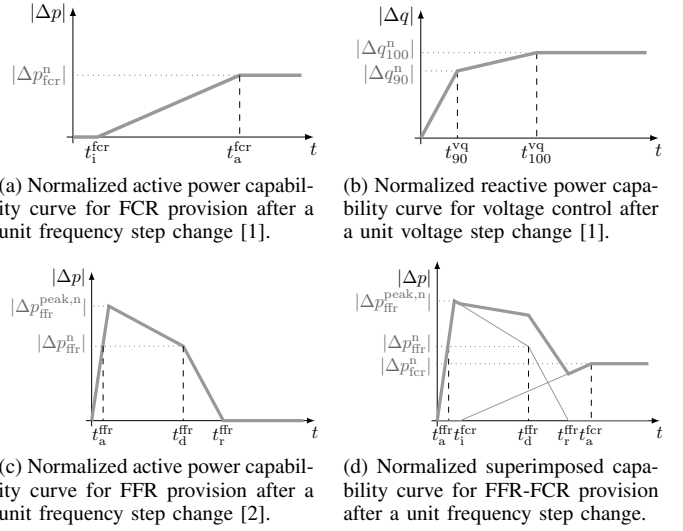 |Δp|
|Δp^n_fcr|
t^fcr_i
t^fcr_a
t
(a) Normalized active power capabil-
ity curve for FCR provision after a
unit frequency step change [1].
|Δq|
|Δq^n_100|
|Δq^n_90|
t^vq_90
t^vq_100
t
(b) Normalized reactive power capa-
bility curve for voltage control after
a unit voltage step change [1].
|Δp|
|Δp^peak,n_ffr|
|Δp^n_ffr|
t^ffr_a
t^ffr_d
t^ffr_r
t
(c) Normalized active power capabil-
ity curve for FFR provision after a
unit frequency step change [2].
|Δp|
|Δp^peak,n_ffr|
|Δp^n_ffr|
|Δp^n_fcr|
t^ffr_a
t^fcr_i
t^ffr_d
t^ffr_r
t^fcr_a
t
(d) Normalized superimposed capa-
bility curve for FFR-FCR provision
after a unit frequency step change.